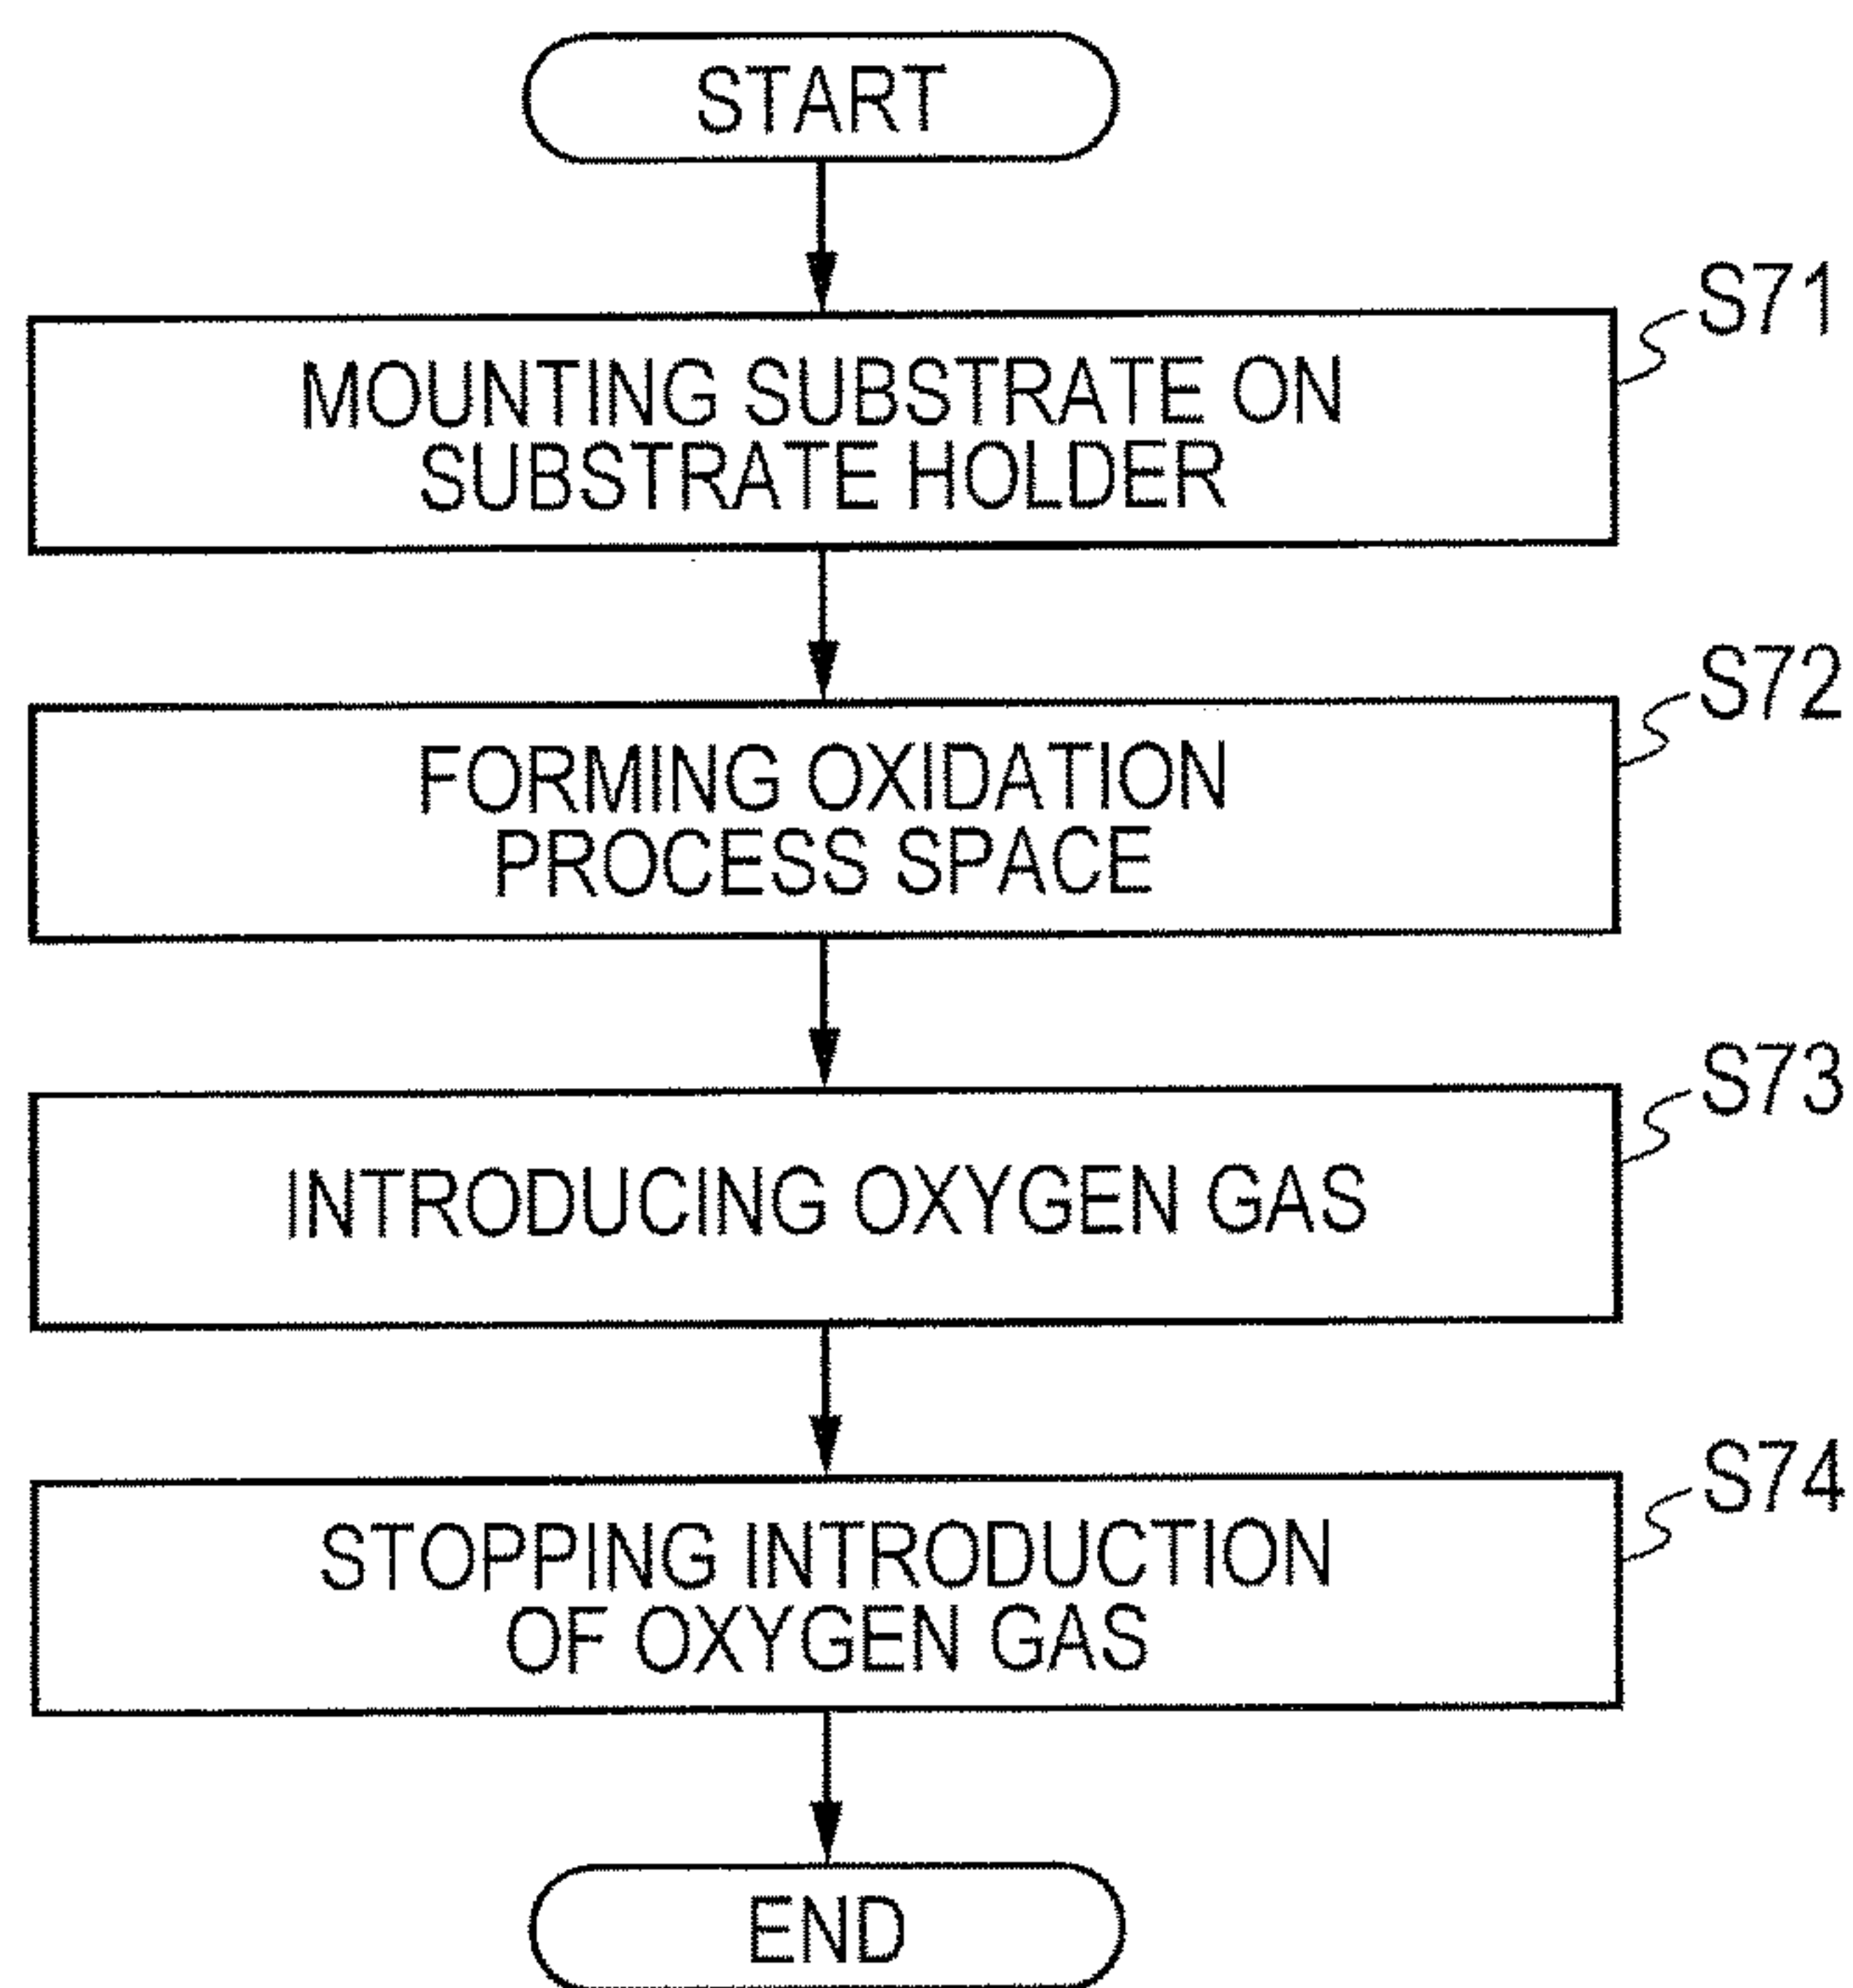 START
S71
MOUNTING SUBSTRATE ON
SUBSTRATE HOLDER
S72
FORMING OXIDATION
PROCESS SPACE
S73
INTRODUCING OXYGEN GAS
S74
STOPPING INTRODUCTION
OF OXYGEN GAS
END